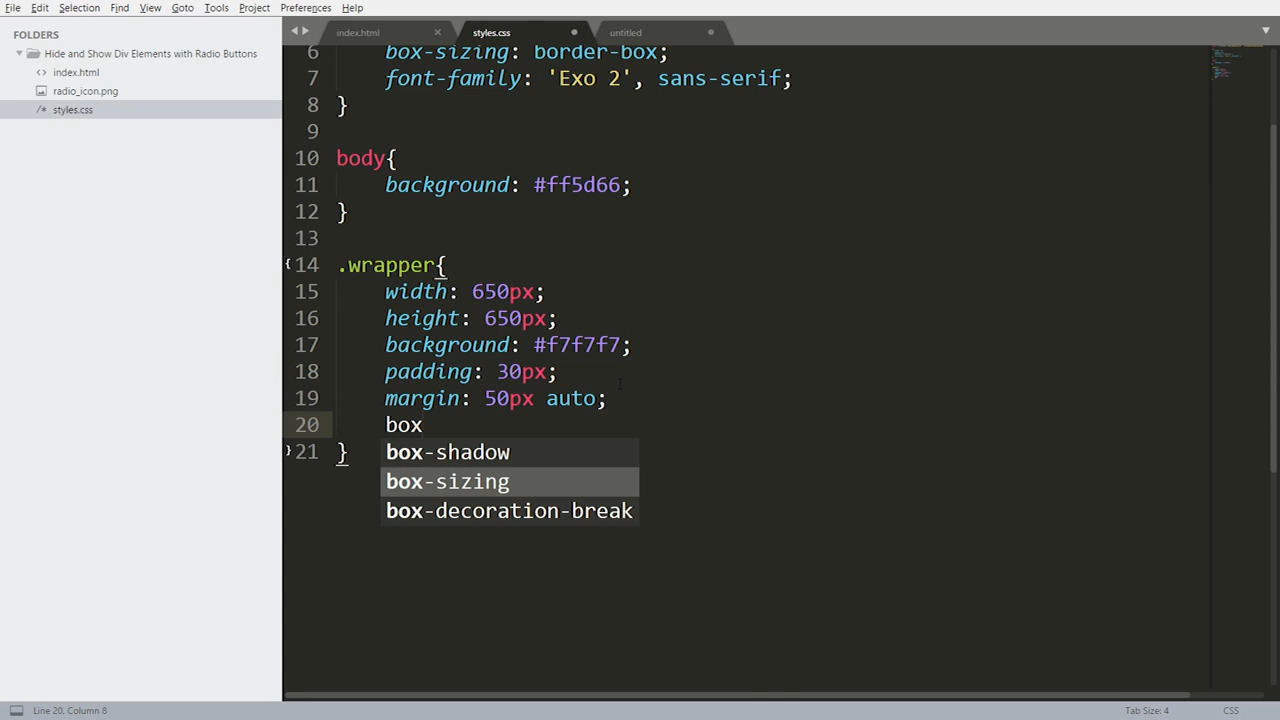 File Edit Selection Find View Goto Tools Project Preferences Help
FOLDERS
Hide and Show Div Elements with Radio Buttons
<> index.html
radio_icon.png
/* styles.css
index.html × styles.css untitled
6 box-sizing: border-box;
7 font-family: 'Exo 2', sans-serif;
8 }
9
10 body{
11 background: #ff5d66;
12 }
13
14 .wrapper{
15 width: 650px;
16 height: 650px;
17 background: #f7f7f7;
18 padding: 30px;
19 margin: 50px auto;
20 box
21 }
box-shadow
box-sizing
box-decoration-break
Line 20, Column 8 Tab Size: 4 CSS